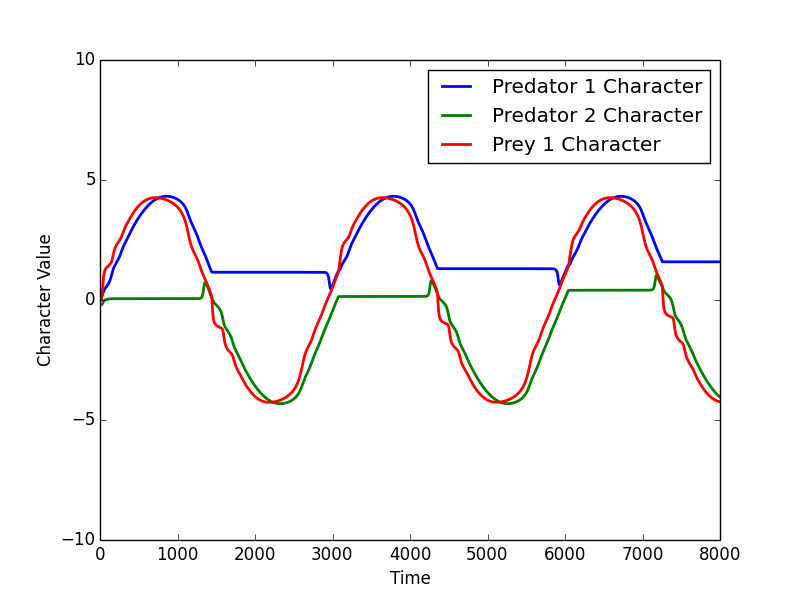 10
5
0
−5
−10
Character Value
Predator 1 Character
Predator 2 Character
Prey 1 Character
0 1000 2000 3000 4000 5000 6000 7000 8000
Time